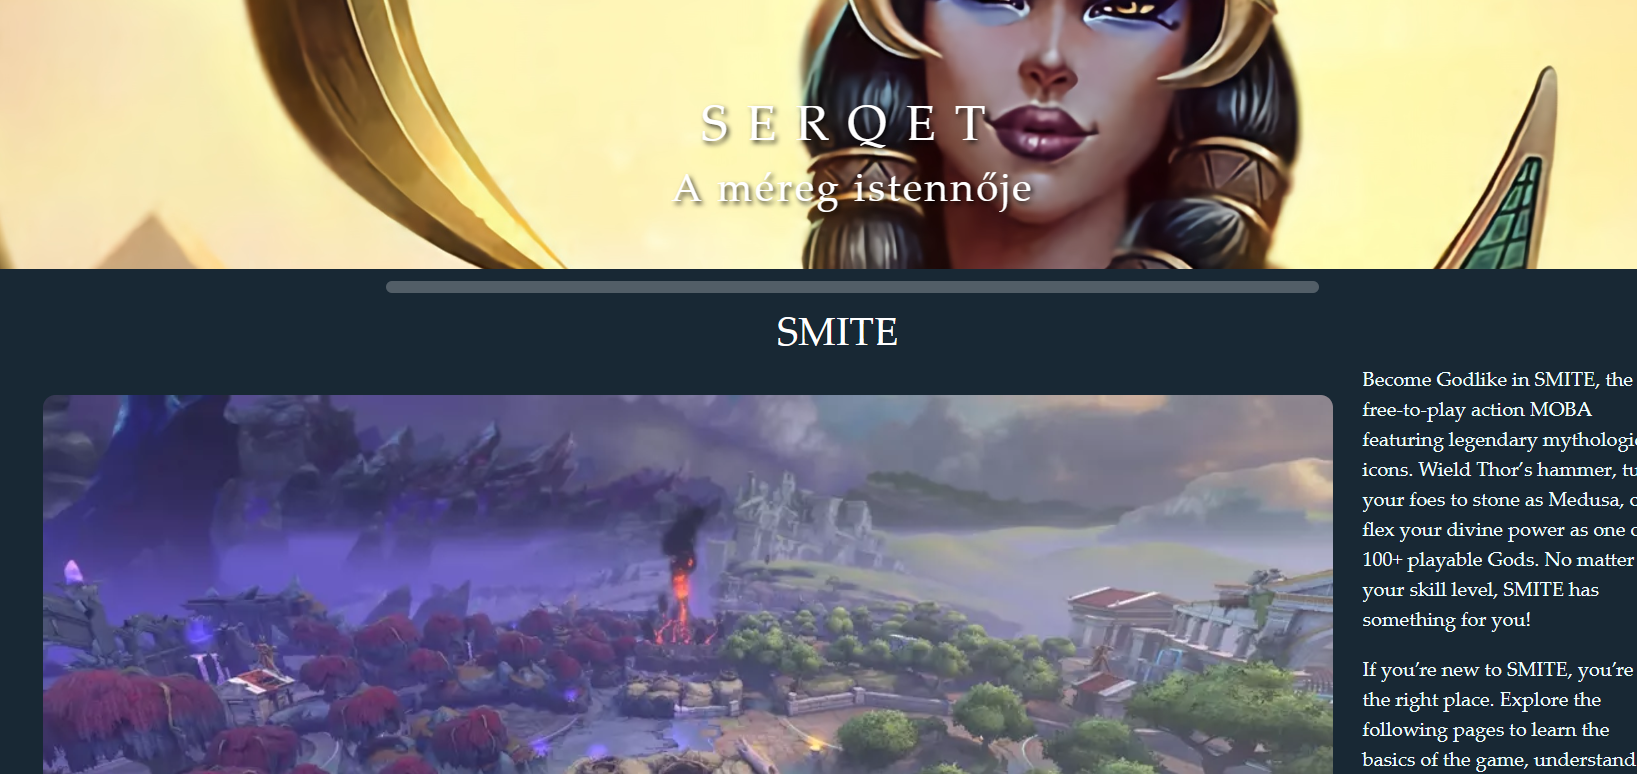 SERQET
A méreg istennője
SMITE
Become Godlike in SMITE, the
free-to-play action MOBA
featuring legendary
icons. Wield Thor's hammer,
your foes to stone as Medusa,
flex your divine power as one
100+ playable Gods. No matter
your skill level, SMITE has
something for you!
If you're new to SMITE, you're
the right place. Explore the
following pages to learn the
basics of the game, understand